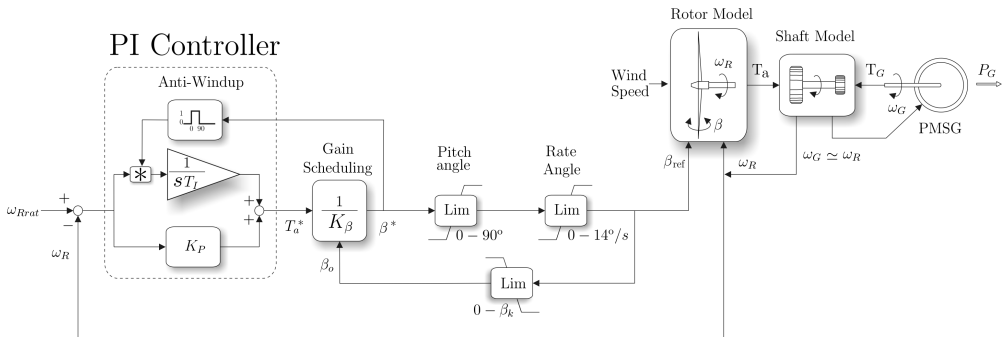 PI Controller
Anti-Windup
1
0
0 90
*
1
sT_I
K_P
ω_Rrat
+
−
ω_R
+
+
T_a*
Gain
Scheduling
1
K_β
β*
β_o
Pitch
angle
Lim
0 − 90º
Rate
Angle
Lim
0 − 14º/s
Lim
0 − β_k
Wind
Speed
β_ref
Rotor Model
ω_R
β
ω_R
T_a
Shaft Model
ω_G ≃ ω_R
T_G
ω_G
PMSG
P_G